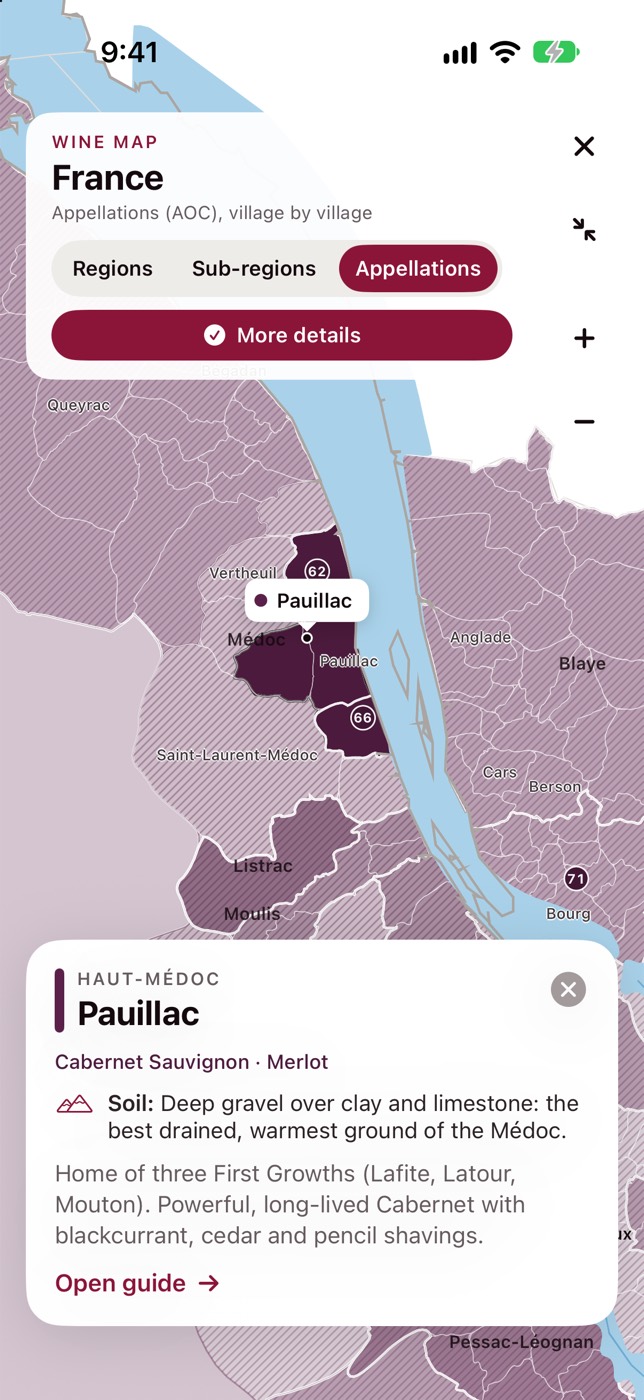 9:41
WINE MAP
France
Appellations (AOC), village by village
Regions Sub-regions Appellations
More details
Queyrac
Vertheuil
62
Pauillac
Médoc
Pauillac
Anglade
Blaye
66
Saint-Laurent-Médoc
Cars
Berson
Listrac
71
Moulis
Bourg
HAUT-MÉDOC
Pauillac
Cabernet Sauvignon · Merlot
Soil: Deep gravel over clay and limestone: the
best drained, warmest ground of the Médoc.
Home of three First Growths (Lafite, Latour,
Mouton). Powerful, long-lived Cabernet with
blackcurrant, cedar and pencil shavings.
ux
Open guide →
Pessac-Léognan